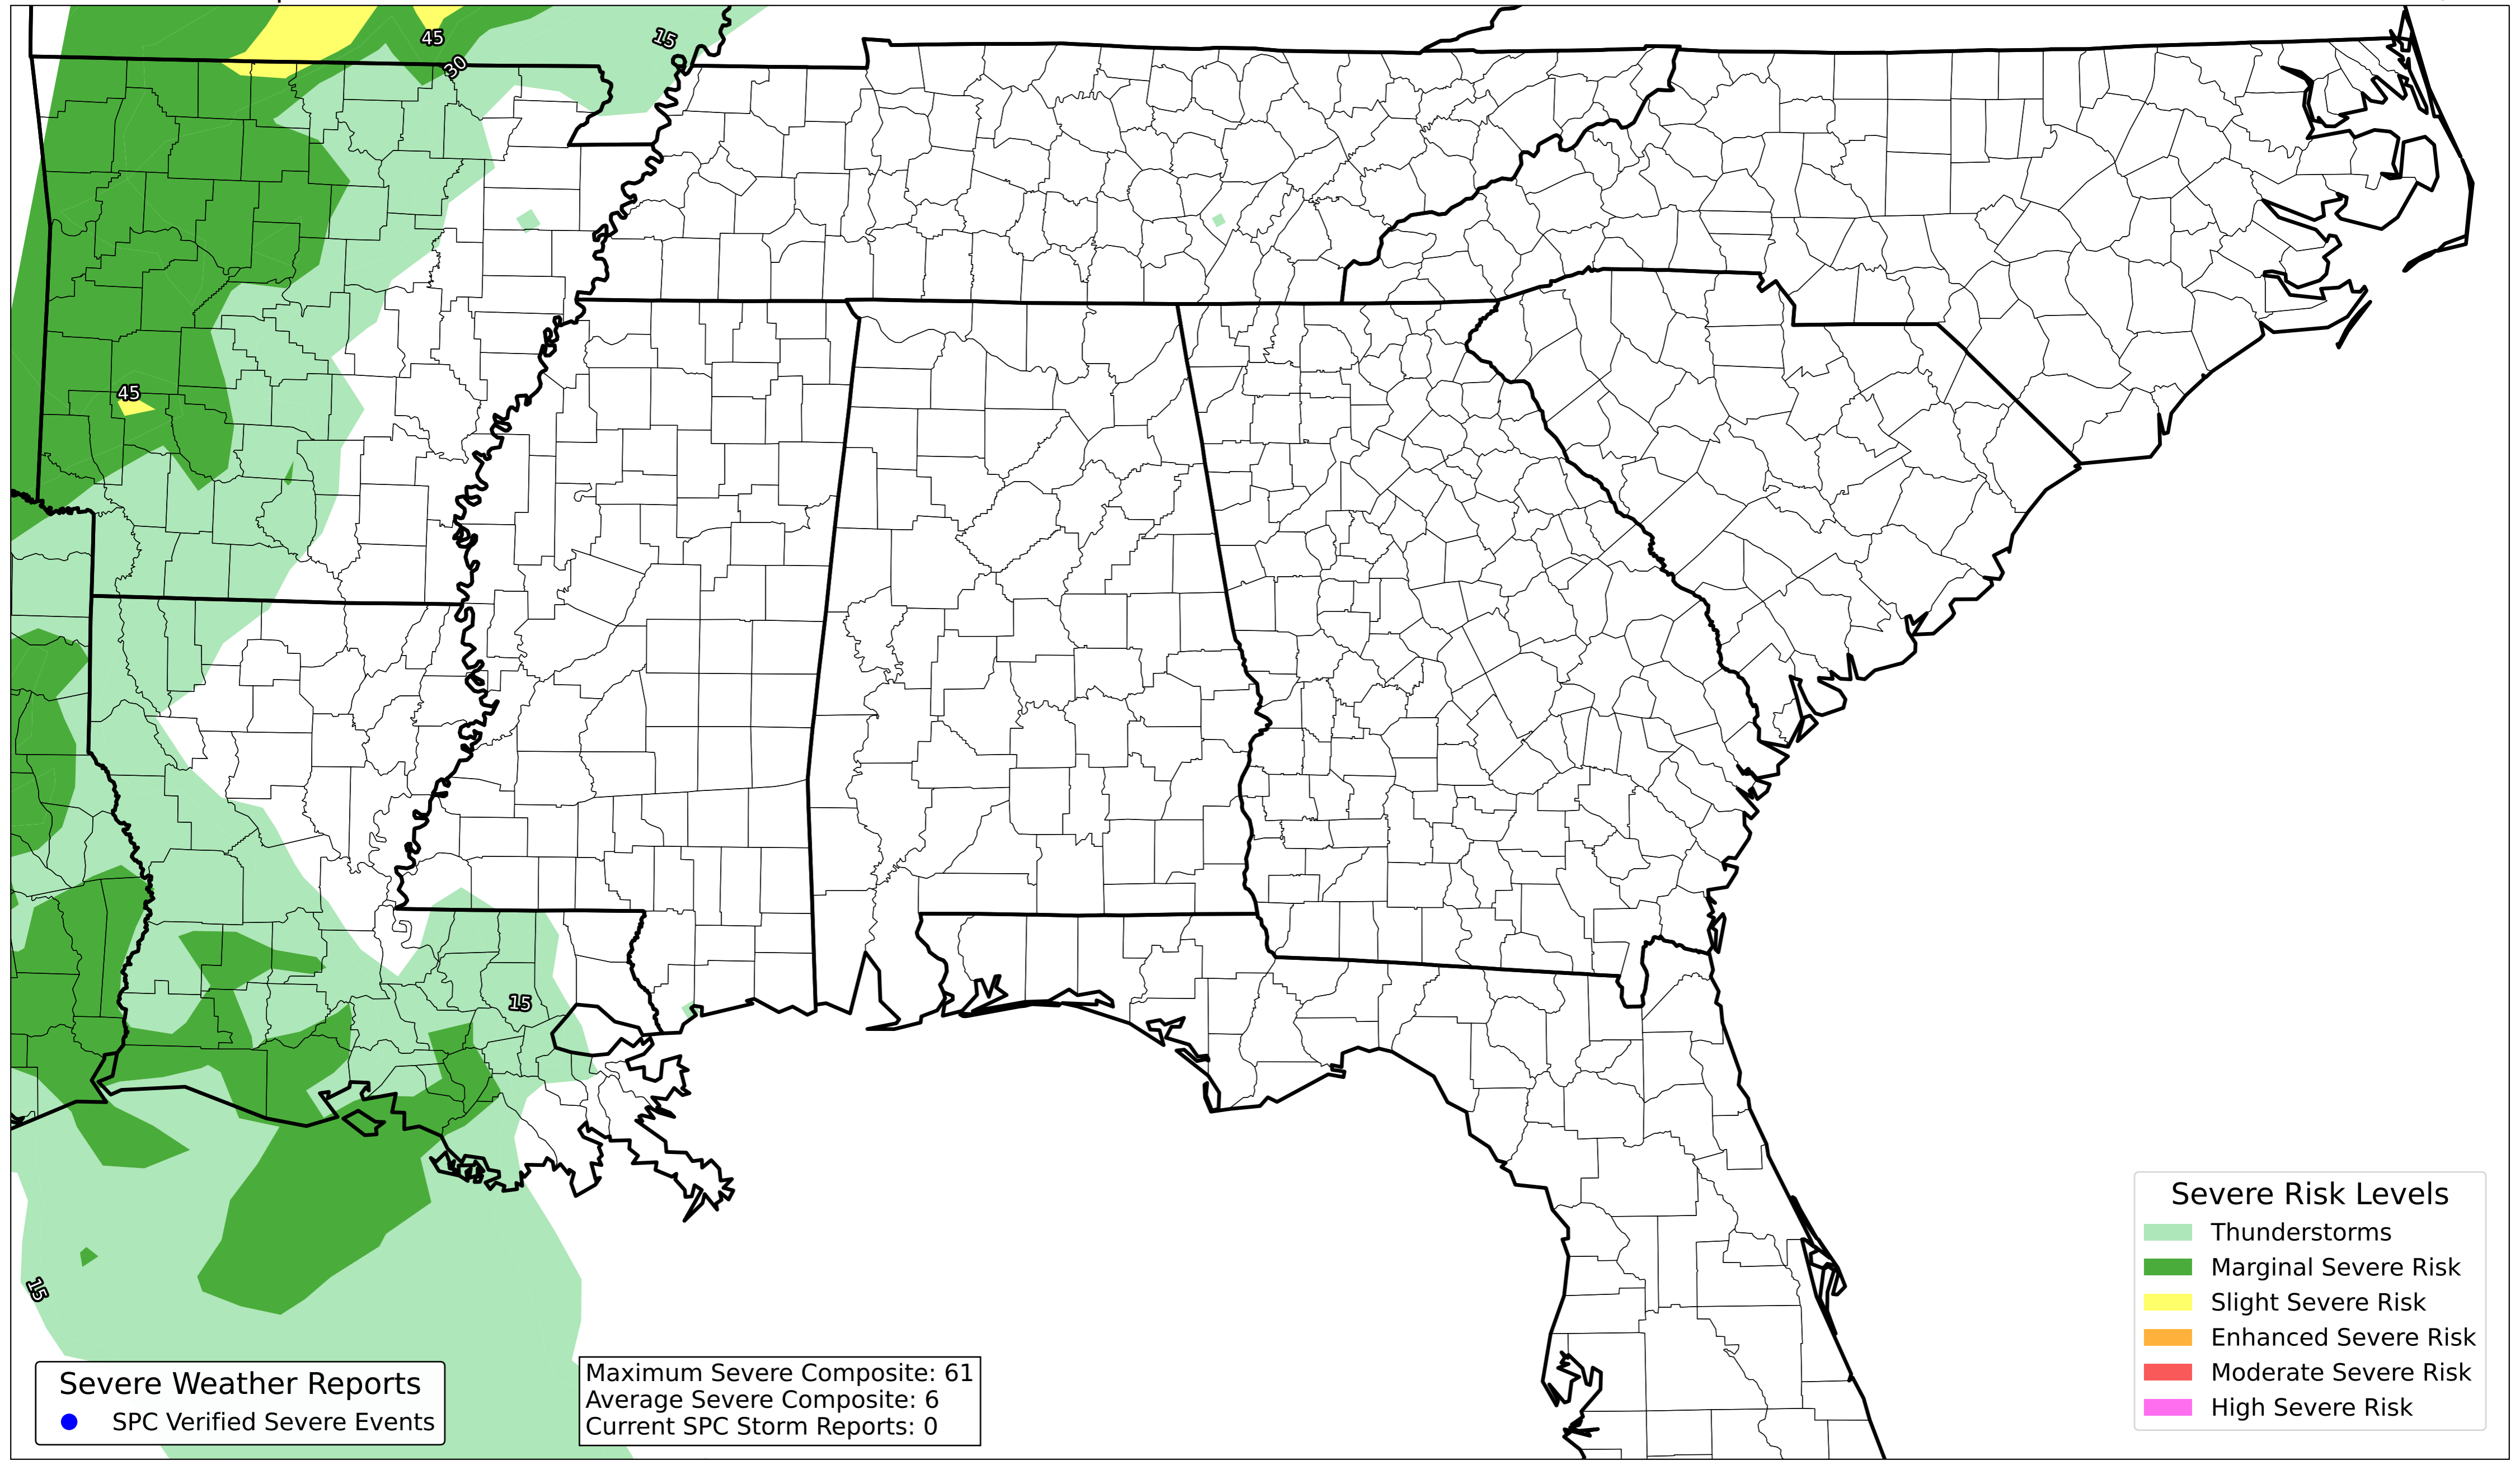 45
15
30
45
15
15
Severe Weather Reports
SPC Verified Severe Events
Maximum Severe Composite: 61
Average Severe Composite: 6
Current SPC Storm Reports: 0
Severe Risk Levels
Thunderstorms
Marginal Severe Risk
Slight Severe Risk
Enhanced Severe Risk
Moderate Severe Risk
High Severe Risk